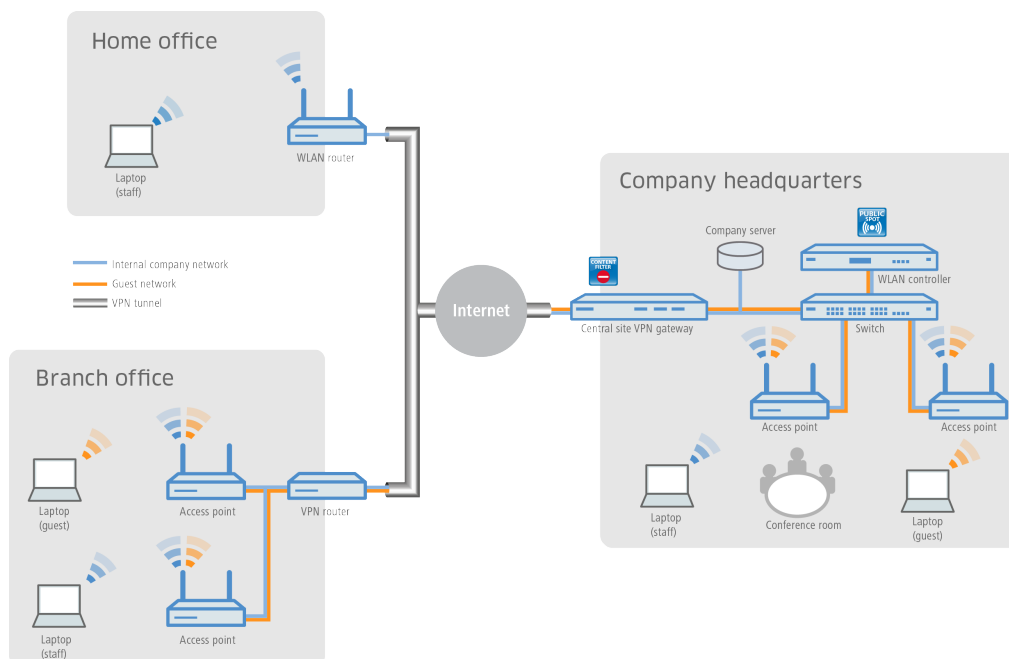 Home office
WLAN router
Laptop
(staff)
Internal company network
Guest network
VPN tunnel
Internet
Company headquarters
PUBLIC
SPOT
Company server
WLAN controller
CONTENT
FILTER
Central site VPN gateway
Switch
Access point
Access point
Laptop
(staff)
Conference room
Laptop
(guest)
Branch office
Laptop
(guest)
Access point
VPN router
Laptop
(staff)
Access point